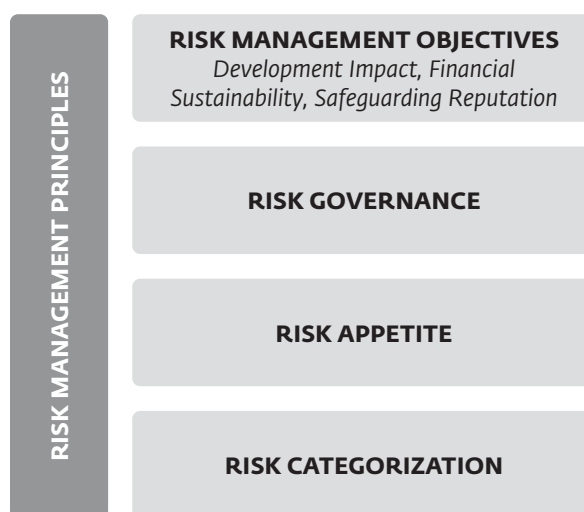 RISK MANAGEMENT PRINCIPLES
RISK MANAGEMENT OBJECTIVES
Development Impact, Financial
Sustainability, Safeguarding Reputation
RISK GOVERNANCE
RISK APPETITE
RISK CATEGORIZATION